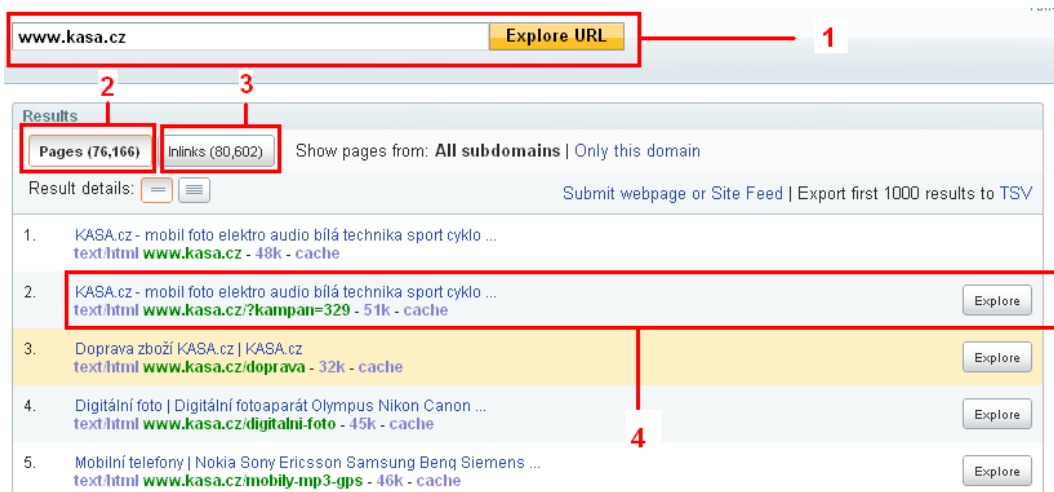 www.kasa.cz Explore URL 1
2 3
Results
Pages (76,166) Inlinks (80,602) Show pages from: All subdomains | Only this domain
Result details: Submit webpage or Site Feed | Export first 1000 results to TSV
1. KASA.cz - mobil foto elektro audio bílá technika sport cyklo ...
text/html www.kasa.cz - 48k - cache
2. KASA.cz - mobil foto elektro audio bílá technika sport cyklo ...
text/html www.kasa.cz/?kampan=329 - 51k - cache Explore
3. Doprava zboží KASA.cz | KASA.cz
text/html www.kasa.cz/doprava - 32k - cache Explore
4. Digitální foto | Digitální fotoaparát Olympus Nikon Canon ...
text/html www.kasa.cz/digitalni-foto - 45k - cache Explore
4
5. Mobilní telefony | Nokia Sony Ericsson Samsung Benq Siemens ...
text/html www.kasa.cz/mobily-mp3-gps - 46k - cache Explore